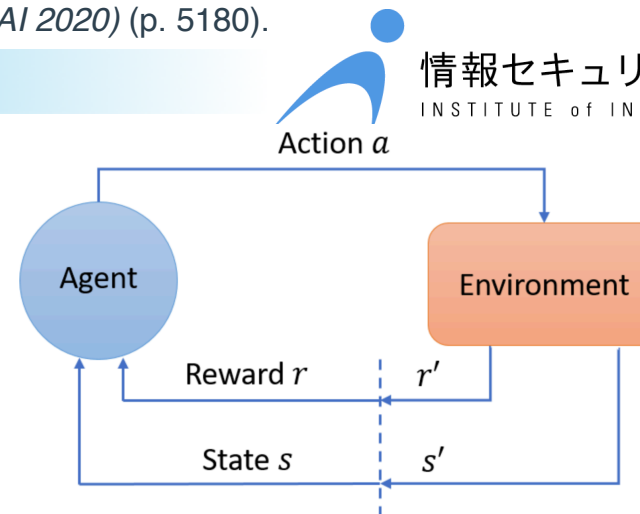 AI 2020) (p. 5180).
情報セキュリ
INSTITUTE of IN
Action a
Agent
Environment
Reward r
r′
State s
s′